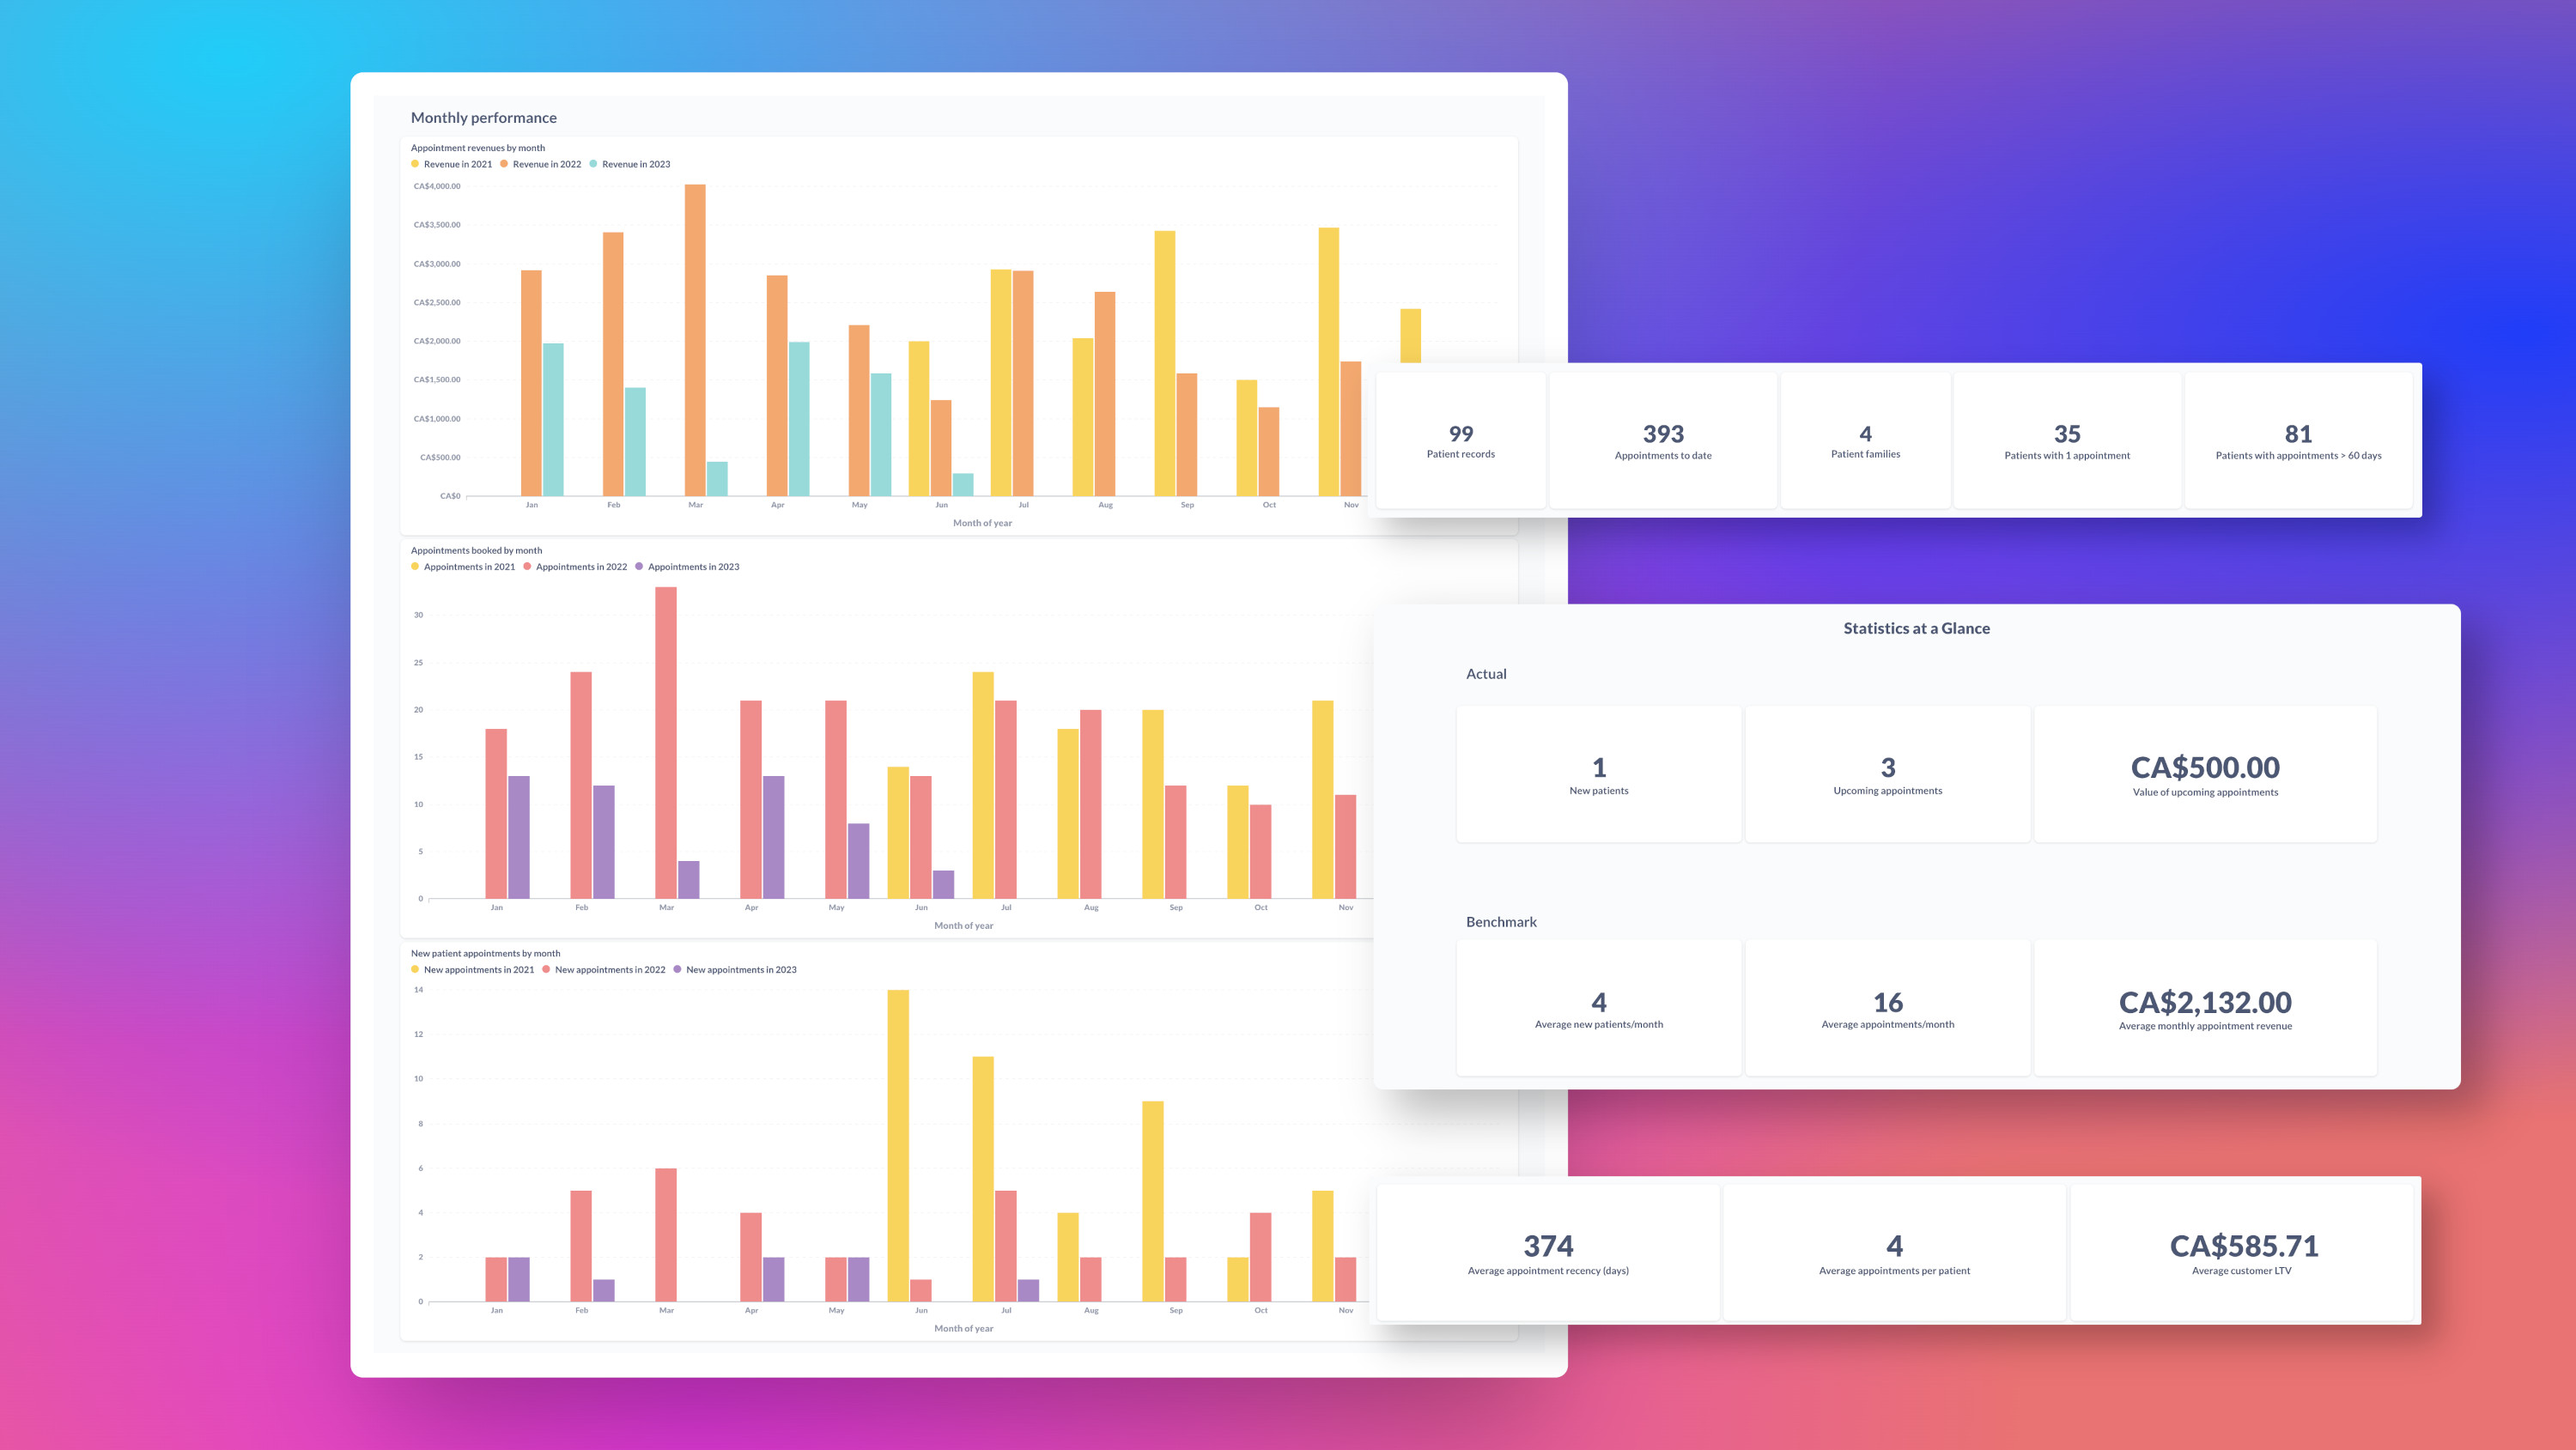 Monthly performance
Appointment revenues by month
Revenue in 2021 Revenue in 2022 Revenue in 2023
CA$4,000.00
CA$3,500.00
CA$3,000.00
CA$2,500.00
CA$2,000.00
CA$1,500.00
CA$1,000.00
CA$500.00
CA$0
Jan Feb Mar Apr May Jun Jul Aug Sep Oct Nov
Month of year
Appointments booked by month
Appointments in 2021 Appointments in 2022 Appointments in 2023
30
25
20
15
10
5
0
Jan Feb Mar Apr May Jun Jul Aug Sep Oct Nov
Month of year
New patient appointments by month
New appointments in 2021 New appointments in 2022 New appointments in 2023
14
12
10
8
6
4
2
0
Jan Feb Mar Apr May Jun Jul Aug Sep Oct Nov
Month of year
99
Patient records
393
Appointments to date
4
Patient families
35
Patients with 1 appointment
81
Patients with appointments > 60 days
Statistics at a Glance
Actual
1
New patients
3
Upcoming appointments
CA$500.00
Value of upcoming appointments
Benchmark
4
Average new patients/month
16
Average appointments/month
CA$2,132.00
Average monthly appointment revenue
374
Average appointment recency (days)
4
Average appointments per patient
CA$585.71
Average customer LTV